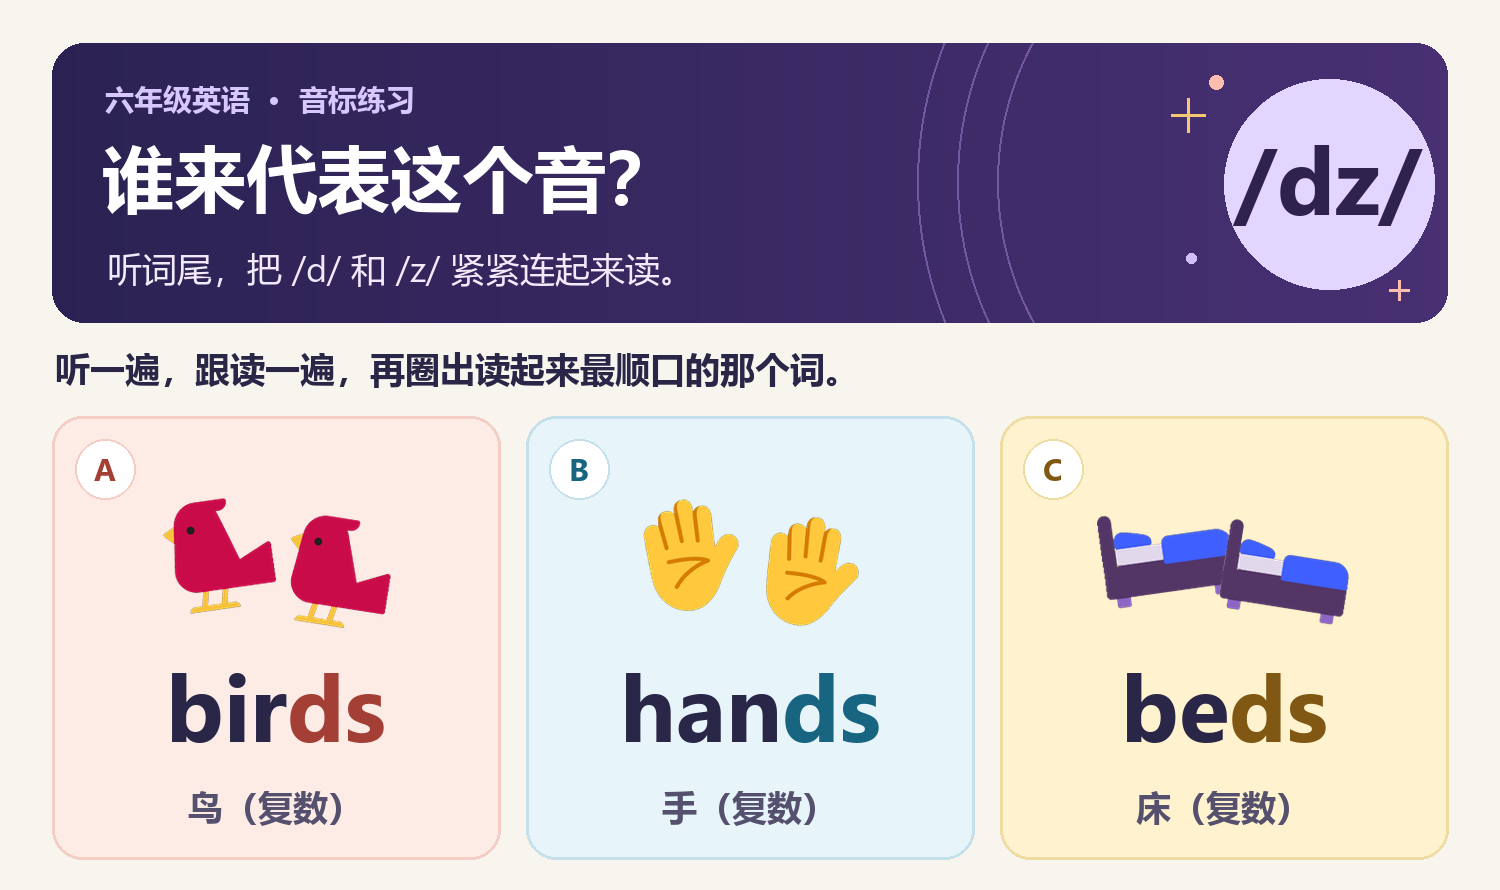 六年级英语 • 音标练习
谁来代表这个音？
听词尾，把 /d/ 和 /z/ 紧紧连起来读。
/dz/
听一遍，跟读一遍，再圈出读起来最顺口的那个词。
A
birds
鸟（复数）
B
hands
手（复数）
C
beds
床（复数）